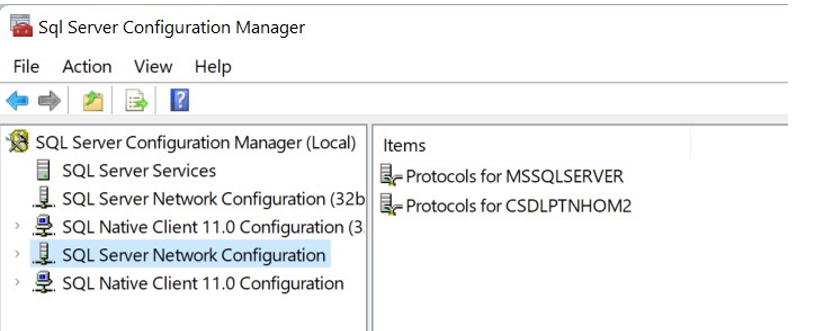 Sql Server Configuration Manager
File Action View Help
SQL Server Configuration Manager (Local)
SQL Server Services
SQL Server Network Configuration (32b
SQL Native Client 11.0 Configuration (3
SQL Server Network Configuration
SQL Native Client 11.0 Configuration
Items
Protocols for MSSQLSERVER
Protocols for CSDLPTNHOM2